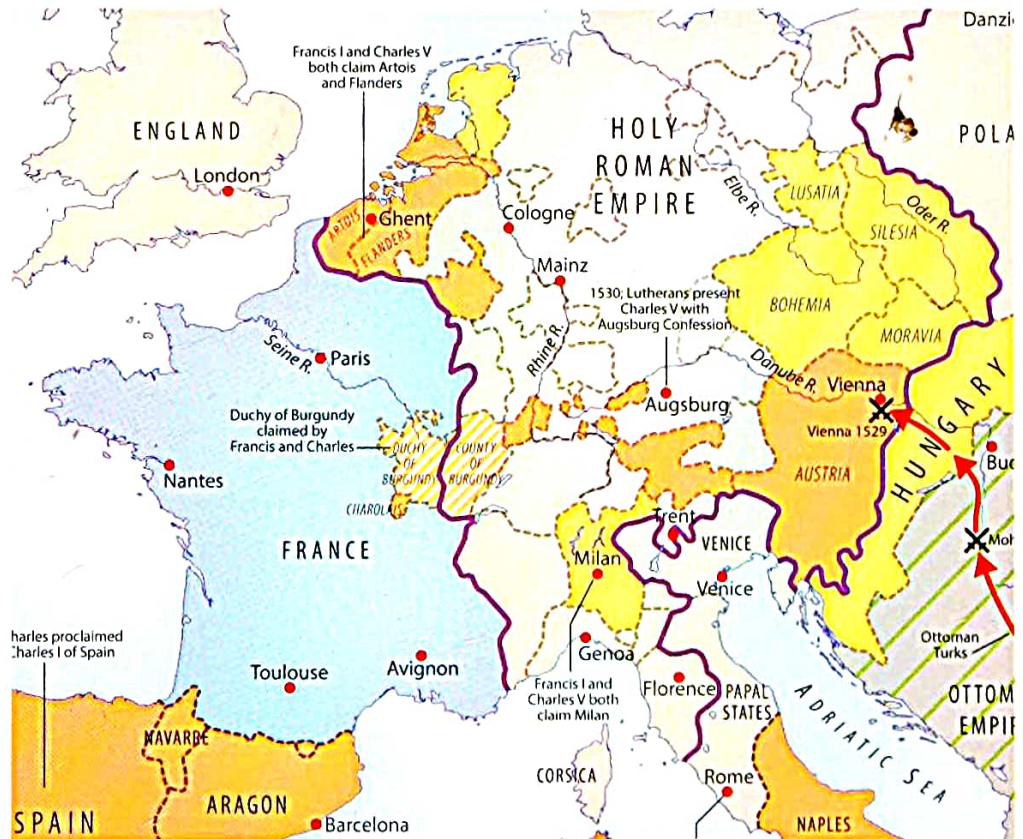 Danzi
Francis I and Charles V
both claim Artois
and Flanders
ENGLAND
London
HOLY
ROMAN
EMPIRE
POLA
Elbe R.
LUSATIA
Oder R.
SILESIA
ARTOIS
Ghent
FLANDERS
Cologne
Mainz
1530; Lutherans present
Charles V with
Augsburg Confession
BOHEMIA
MORAVIA
Seine R.
Paris
Rhine R.
Danube R.
Vienna
Augsburg
Vienna 1529
HUNGARY
Duchy of Burgundy
claimed by
Francis and Charles
DUCHY
OF
BURGUNDY
COUNTY
OF
BURGUNDY
Buc
AUSTRIA
Nantes
CHAROLAIS
FRANCE
Trent
VENICE
Moh
Milan
Venice
harles proclaimed
Charles I of Spain
Ottoman
Turks
Toulouse
Avignon
Genoa
Florence
Francis I and
Charles V both
claim Milan
PAPAL
STATES
ADRIATIC SEA
OTTOM
EMPI
NAVARRE
CORSICA
Rome
SPAIN
ARAGON
Barcelona
NAPLES